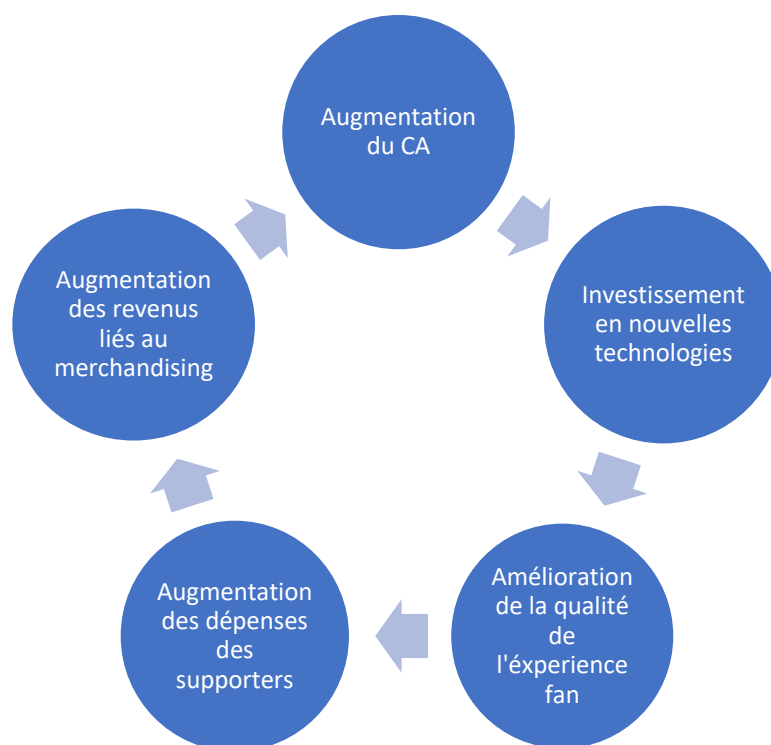 Augmentation
du CA
Investissement
en nouvelles
technologies
Amélioration
de la qualité
de
l'éxperience
fan
Augmentation
des dépenses
des
supporters
Augmentation
des revenus
liés au
merchandising